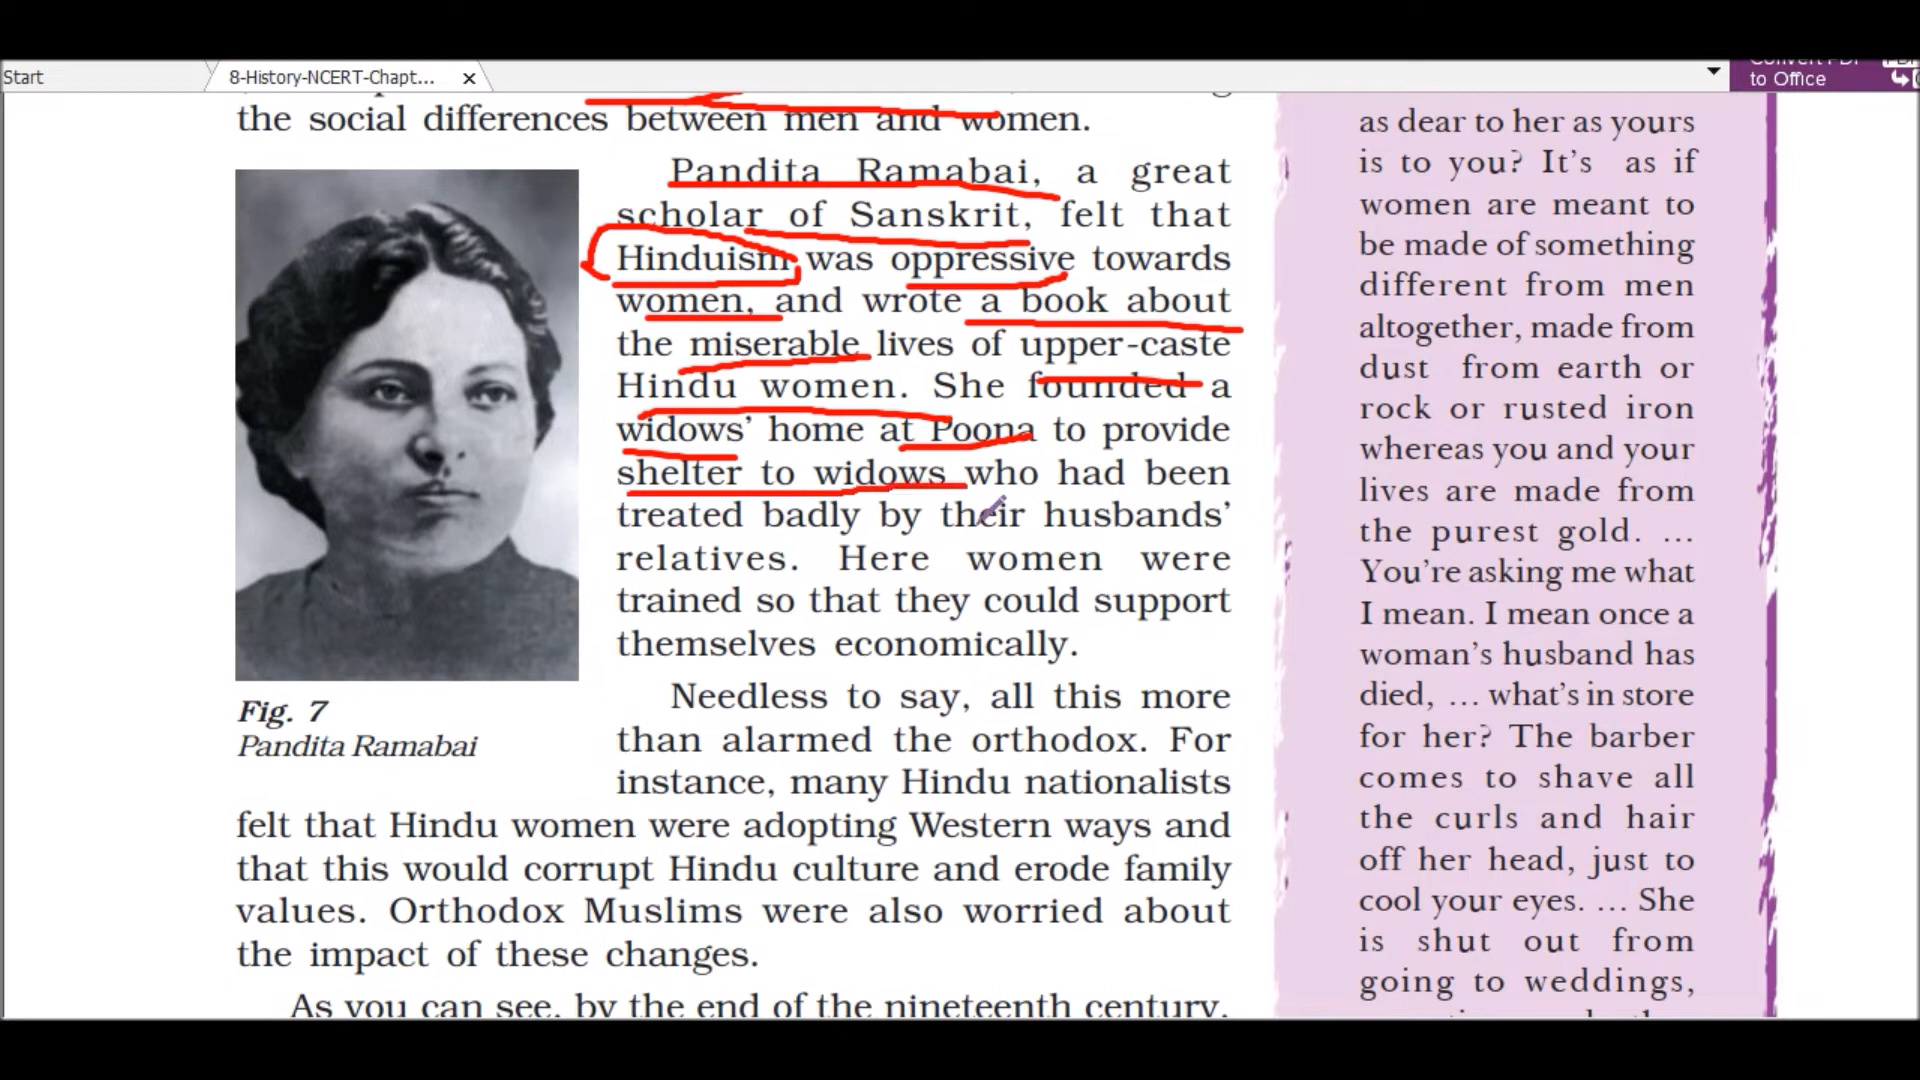 Start
8-History-NCERT-Chapt...
to Office
the social differences between men and women.
Pandita Ramabai, a great
scholar of Sanskrit, felt that
Hinduism was oppressive towards
women, and wrote a book about
the miserable lives of upper-caste
Hindu women. She founded a
widows’ home at Poona to provide
shelter to widows who had been
treated badly by their husbands’
relatives. Here women were
trained so that they could support
themselves economically.
Fig. 7
Pandita Ramabai
Needless to say, all this more
than alarmed the orthodox. For
instance, many Hindu nationalists
felt that Hindu women were adopting Western ways and
that this would corrupt Hindu culture and erode family
values. Orthodox Muslims were also worried about
the impact of these changes.
As you can see, by the end of the nineteenth century,
as dear to her as yours
is to you? It’s as if
women are meant to
be made of something
different from men
altogether, made from
dust from earth or
rock or rusted iron
whereas you and your
lives are made from
the purest gold. ...
You’re asking me what
I mean. I mean once a
woman’s husband has
died, ... what’s in store
for her? The barber
comes to shave all
the curls and hair
off her head, just to
cool your eyes. ... She
is shut out from
going to weddings,